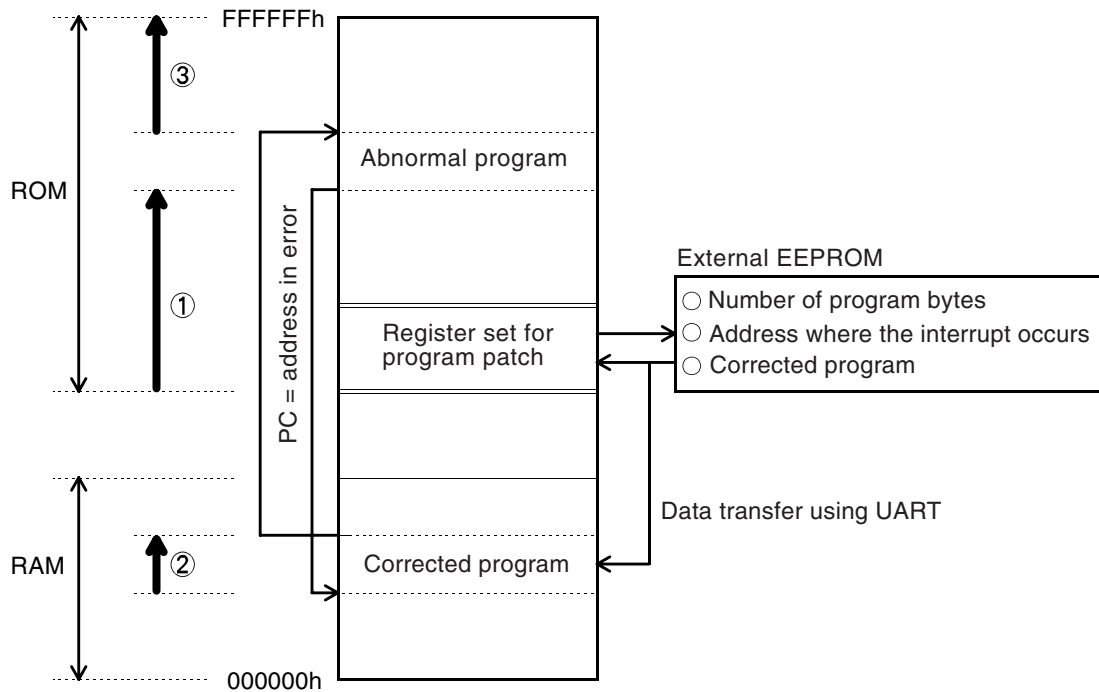 FFFFFFh
③
Abnormal program
ROM
PC = address in error
①
External EEPROM
○ Number of program bytes
○ Address where the interrupt occurs
○ Corrected program
Register set for
program patch
Data transfer using UART
RAM
②
Corrected program
000000h